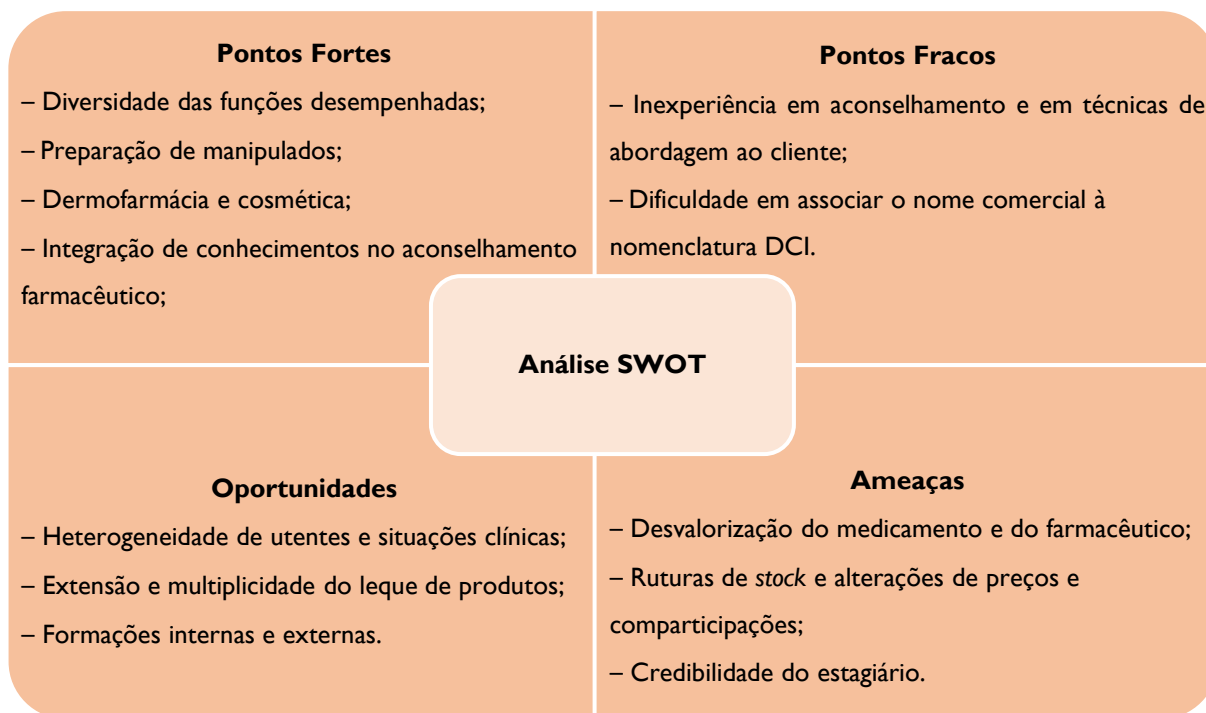 Pontos Fortes
– Diversidade das funções desempenhadas;
– Preparação de manipulados;
– Dermofarmácia e cosmética;
– Integração de conhecimentos no aconselhamento
farmacêutico;
Pontos Fracos
– Inexperiência em aconselhamento e em técnicas de
abordagem ao cliente;
– Dificuldade em associar o nome comercial à
nomenclatura DCI.
Análise SWOT
Oportunidades
– Heterogeneidade de utentes e situações clínicas;
– Extensão e multiplicidade do leque de produtos;
– Formações internas e externas.
Ameaças
– Desvalorização do medicamento e do farmacêutico;
– Ruturas de stock e alterações de preços e
comparticipações;
– Credibilidade do estagiário.